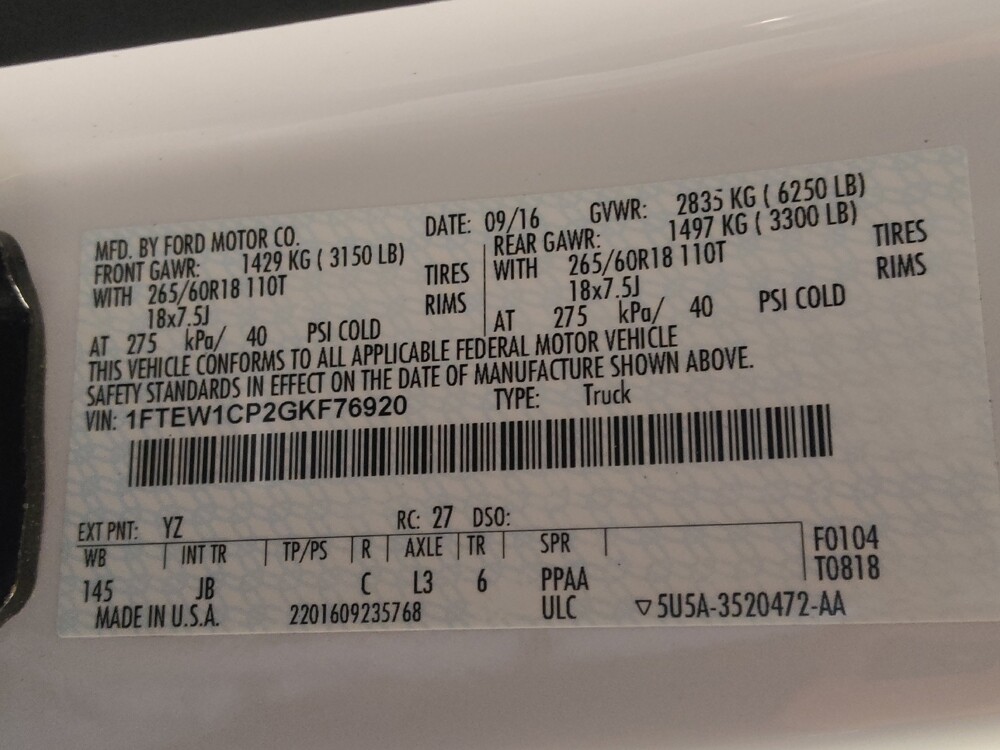 MFD. BY FORD MOTOR CO. DATE: 09/16 GVWR: 2835 KG ( 6250 LB)
FRONT GAWR: 1429 KG ( 3150 LB) REAR GAWR: 1497 KG ( 3300 LB)
WITH 265/60R18 110T TIRES WITH 265/60R18 110T TIRES
18x7.5J RIMS 18x7.5J RIMS
AT 275 kPa/ 40 PSI COLD AT 275 kPa/ 40 PSI COLD
THIS VEHICLE CONFORMS TO ALL APPLICABLE FEDERAL MOTOR VEHICLE
SAFETY STANDARDS IN EFFECT ON THE DATE OF MANUFACTURE SHOWN ABOVE.
VIN: 1FTEW1CP2GKF76920 TYPE: Truck
EXT PNT: YZ RC: 27 DSO:
WB INT TR TP/PS R AXLE TR SPR F0104
145 JB C L3 6 PPAA T0818
MADE IN U.S.A. 2201609235768 ULC ▽5U5A-3520472-AA